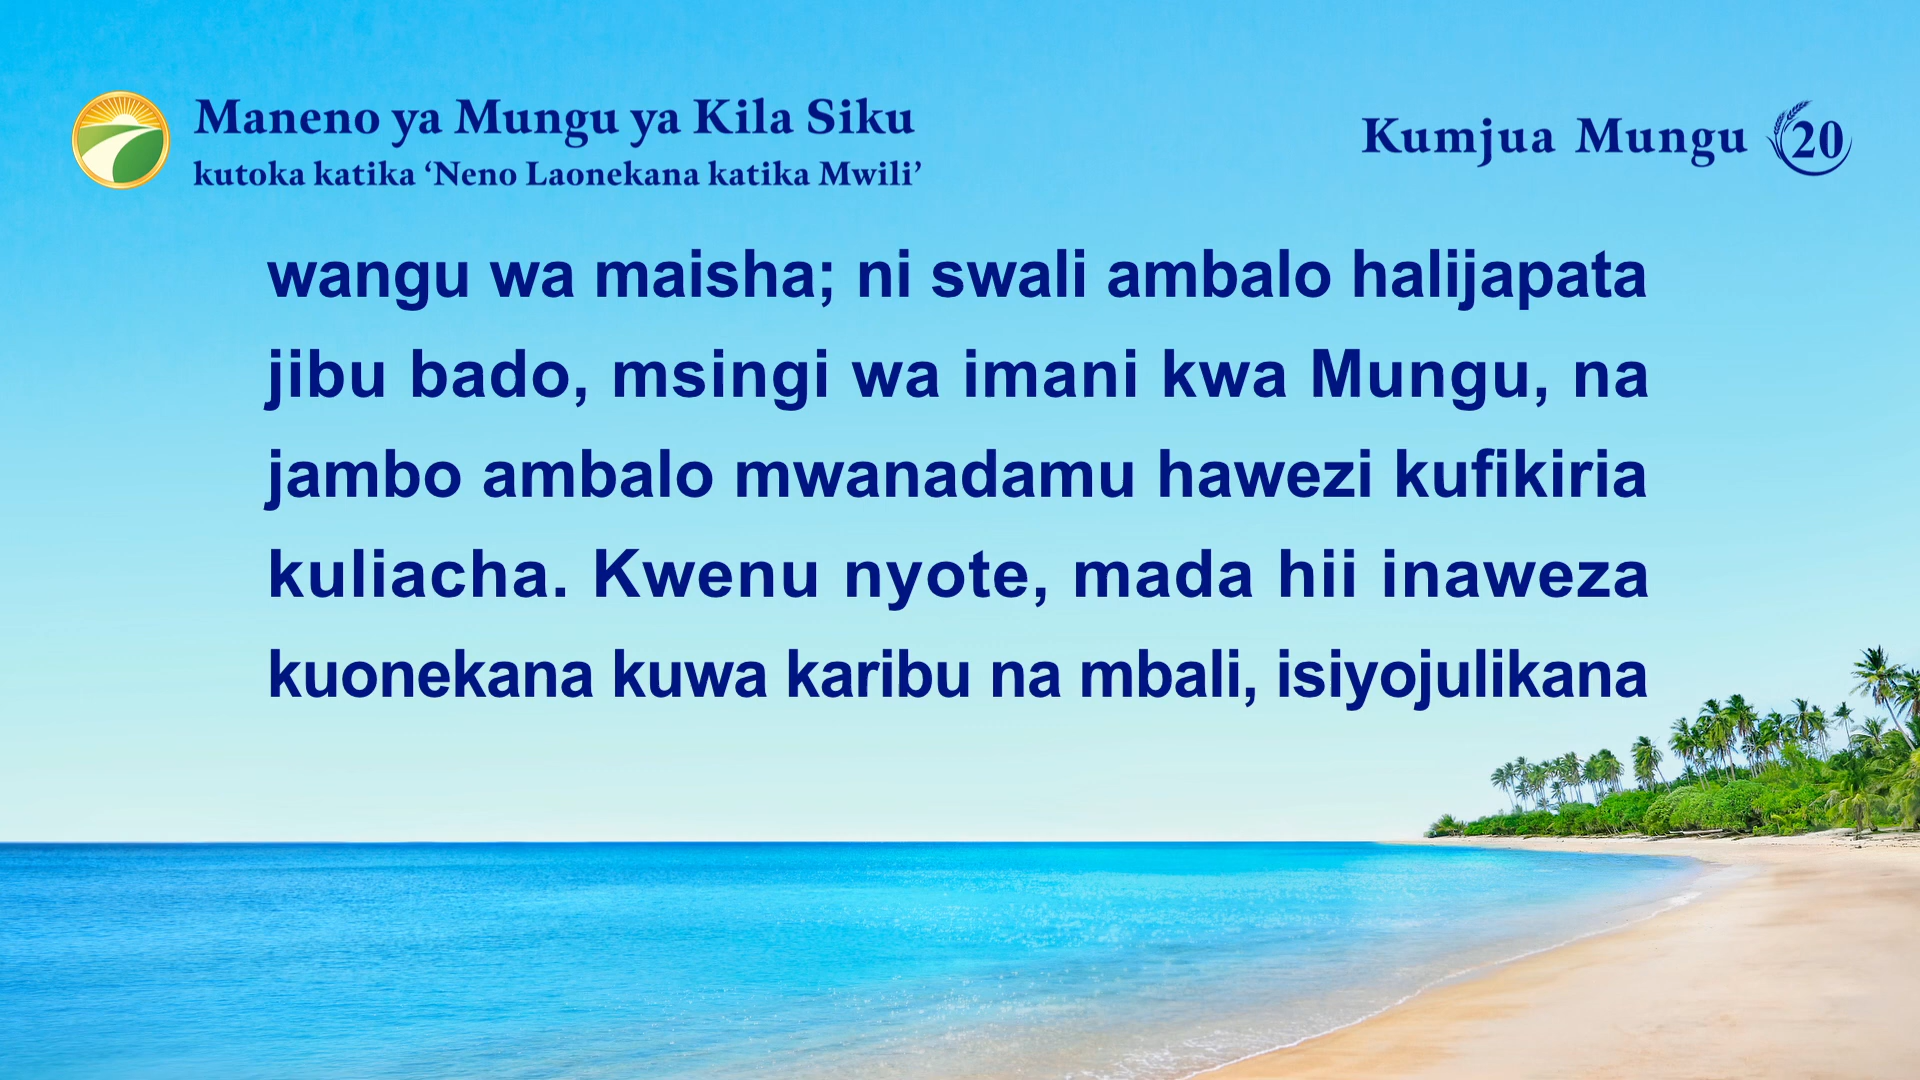 Maneno ya Mungu ya Kila Siku
kutoka katika ‘Neno Laonekana katika Mwili’
Kumjua Mungu 20
wangu wa maisha; ni swali ambalo halijapata
jibu bado, msingi wa imani kwa Mungu, na
jambo ambalo mwanadamu hawezi kufikiria
kuliacha. Kwenu nyote, mada hii inaweza
kuonekana kuwa karibu na mbali, isiyojulikana